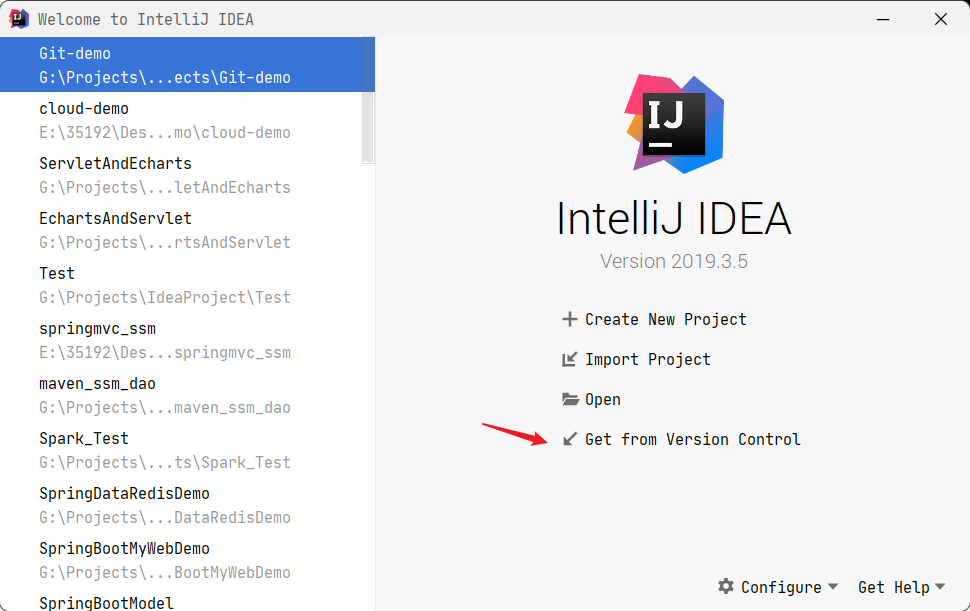 Welcome to IntelliJ IDEA
Git-demo
G:\Projects\...ects\Git-demo
cloud-demo
E:\35192\Des...mo\cloud-demo
ServletAndEcharts
G:\Projects\...letAndEcharts
EchartsAndServlet
G:\Projects\...rtsAndServlet
Test
G:\Projects\IdeaProject\Test
springmvc_ssm
E:\35192\Des...springmvc_ssm
maven_ssm_dao
G:\Projects\...maven_ssm_dao
Spark_Test
G:\Projects\...ts\Spark_Test
SpringDataRedisDemo
G:\Projects\...DataRedisDemo
SpringBootMyWebDemo
G:\Projects\...BootMyWebDemo
SpringBootModel
IJ
IntelliJ IDEA
Version 2019.3.5
Create New Project
Import Project
Open
Get from Version Control
Configure
Get Help